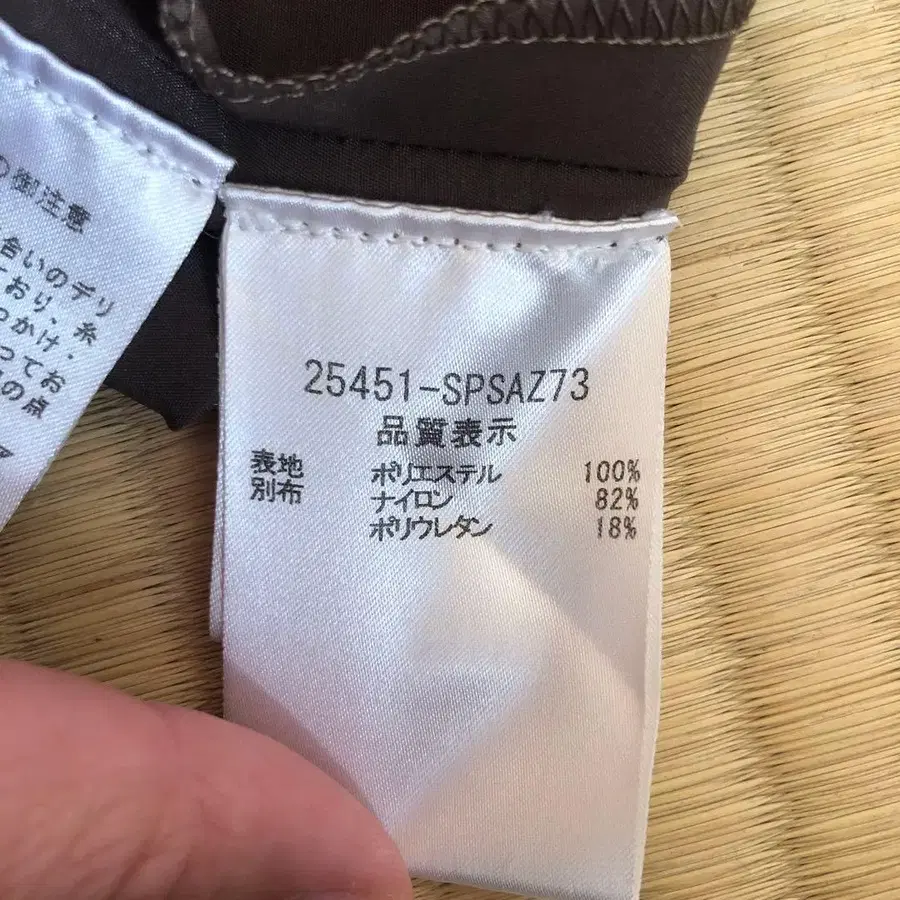 の御注意
合いのデリ
おり、糸
っかけ・
ってお
の点
25451-SPSAZ73
品質表示
表地 ポリエステル 100%
別布 ナイロン 82%
ポリウレタン 18%